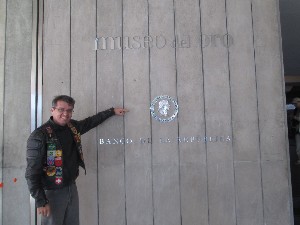 museo del oro
BANCO DE LA REPUBLICA